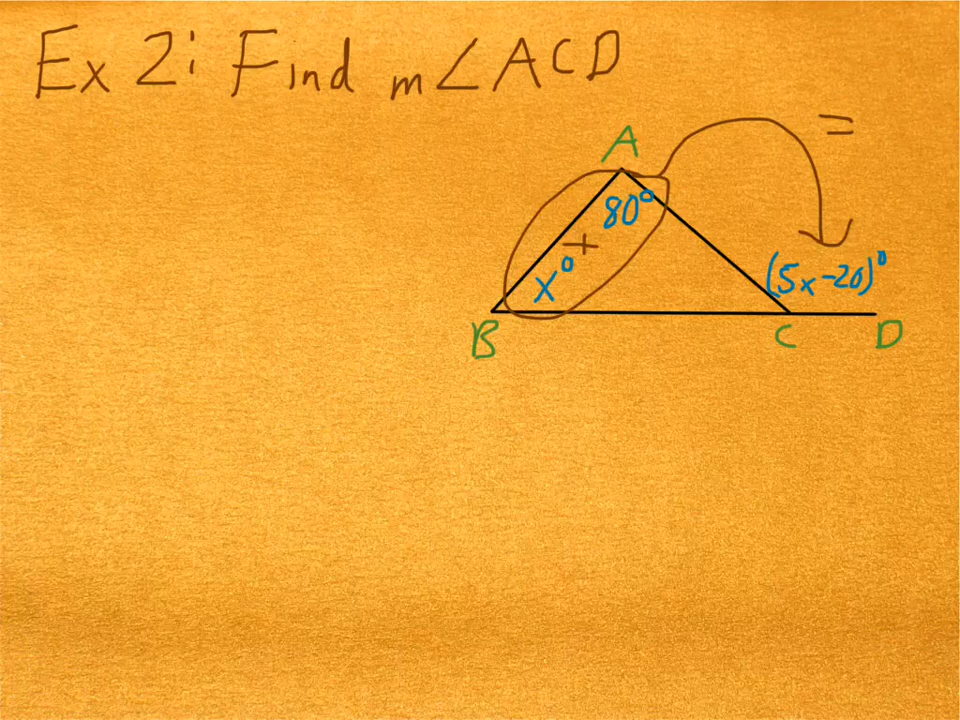 Ex 2: Find m∠ACD
=
A
80°
+
x°
(5x-20)°
B
C
D